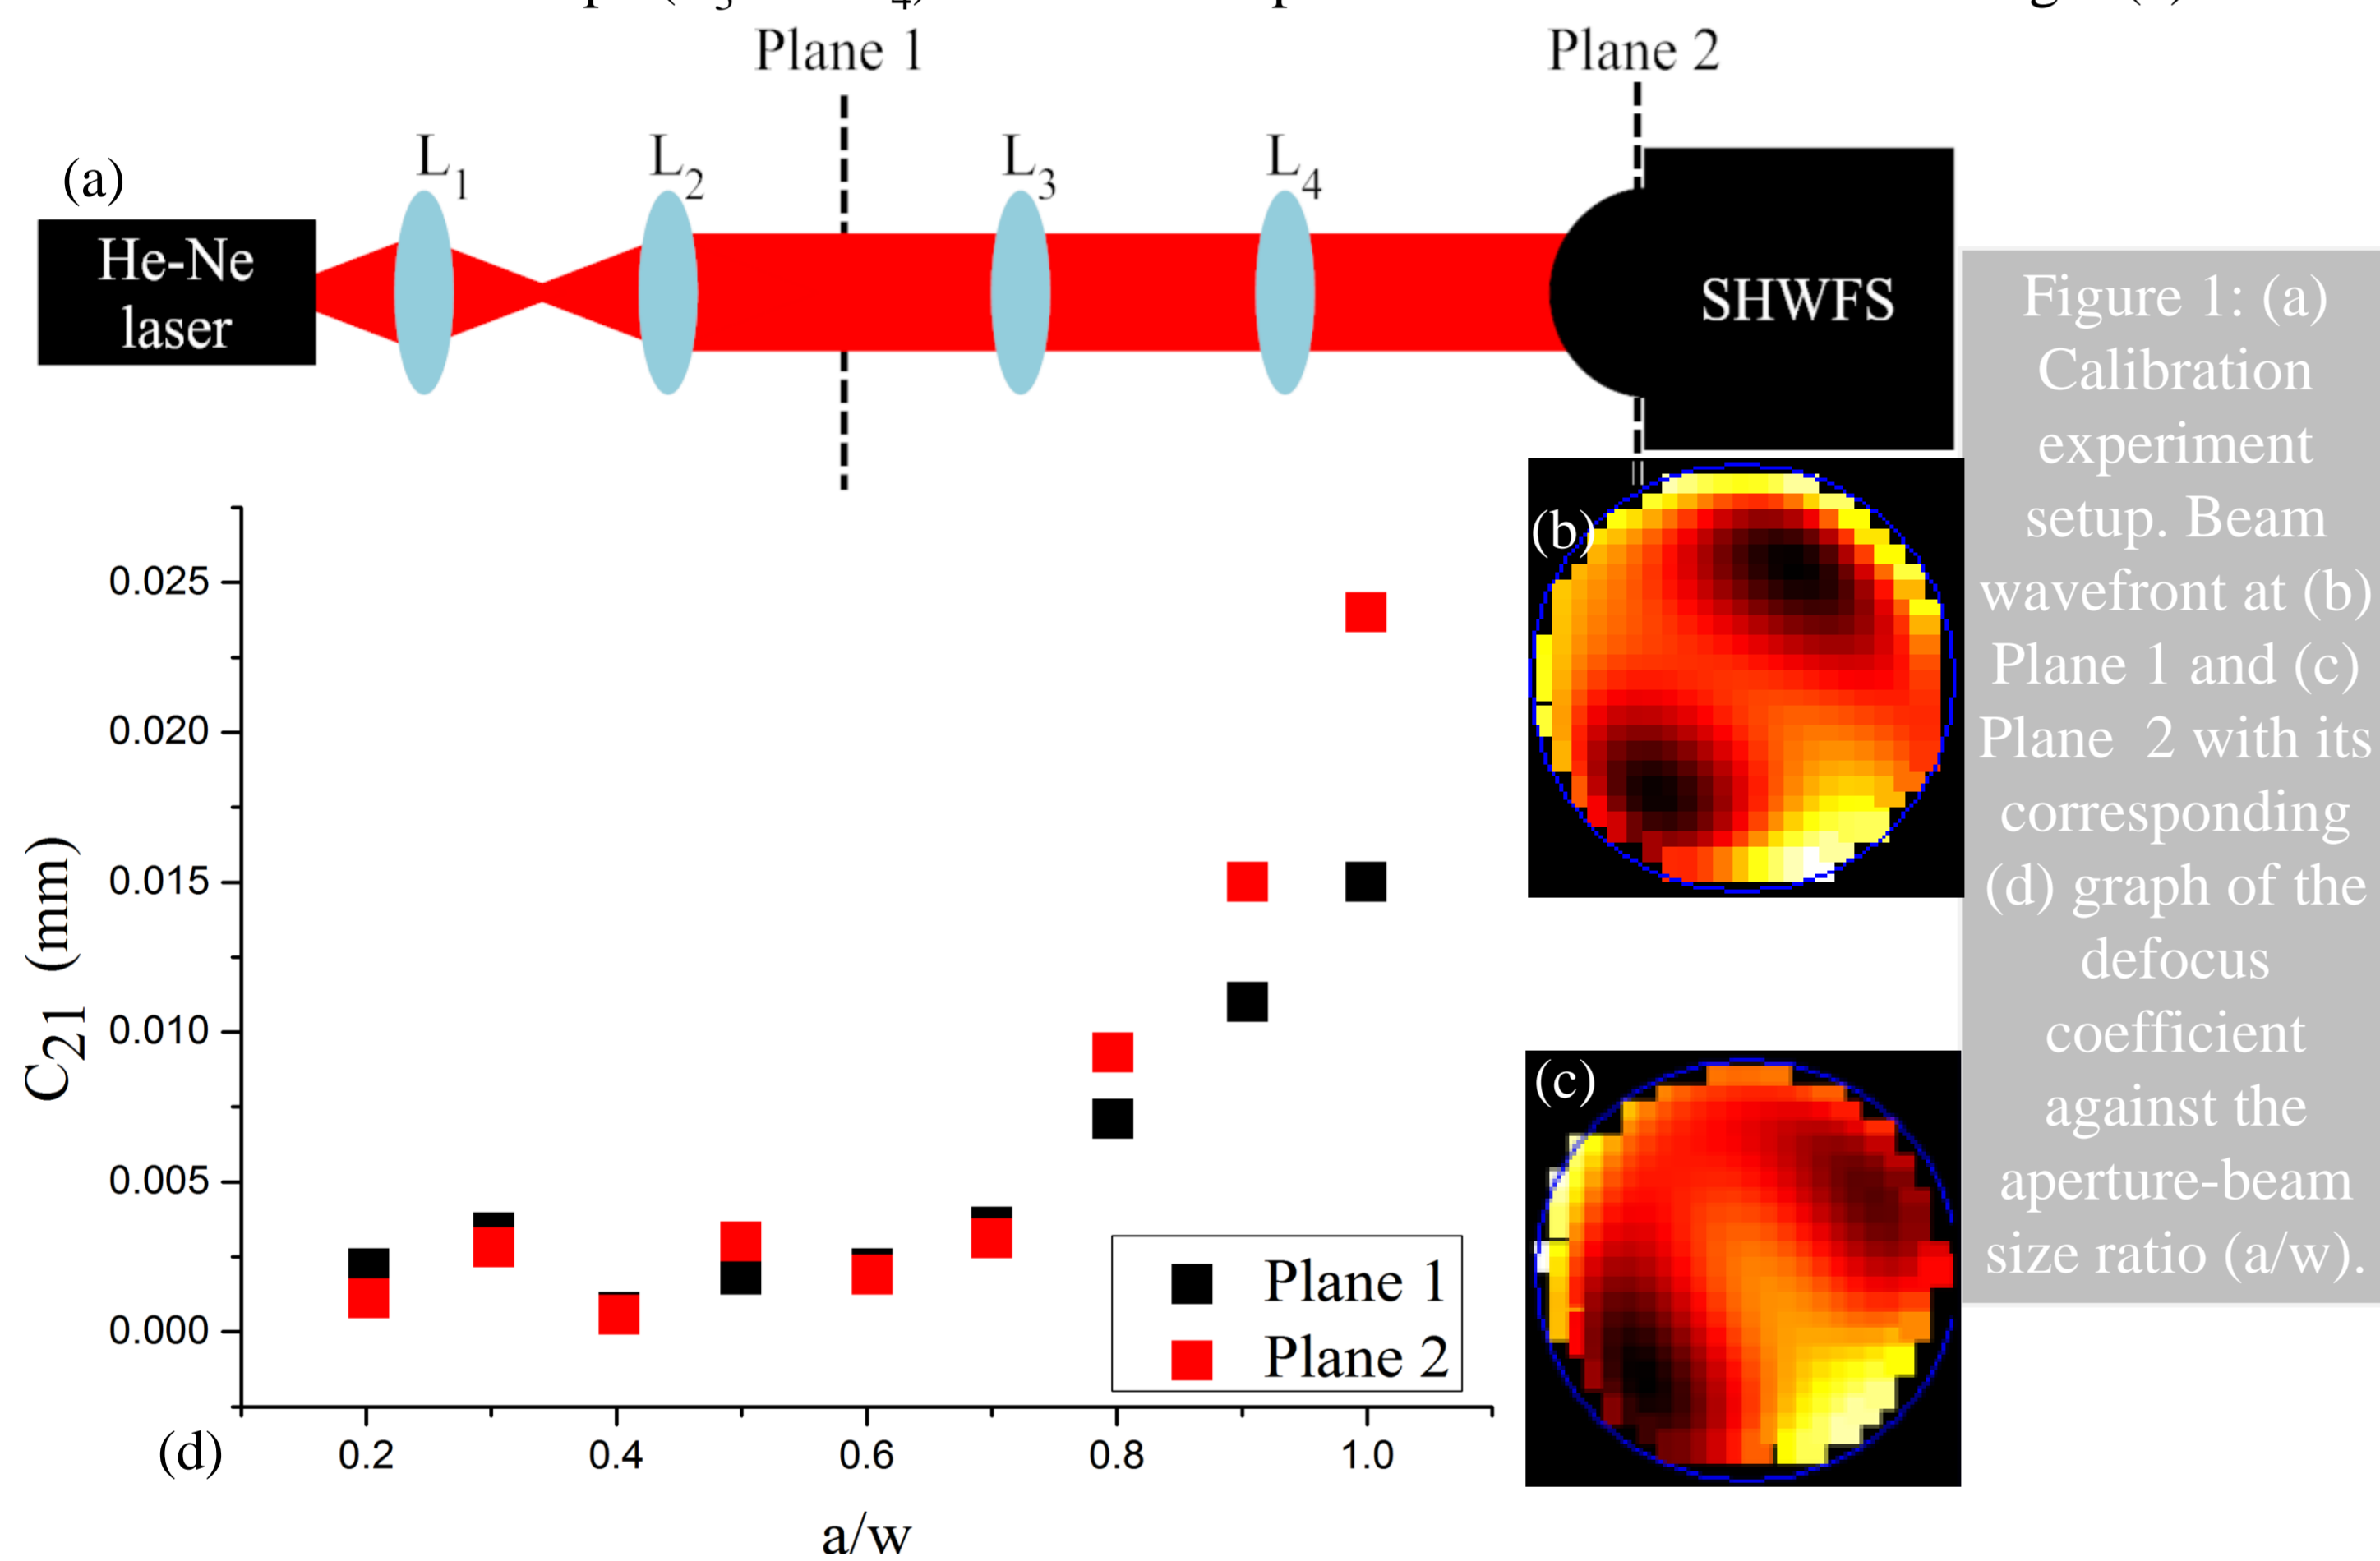 Plane 1
Plane 2
(a)
L1
L2
L3
L4
He-Ne
laser
SHWFS
Figure 1: (a)
Calibration
experiment
setup. Beam
wavefront at (b)
Plane 1 and (c)
Plane 2 with its
corresponding
(d) graph of the
defocus
coefficient
against the
aperture-beam
size ratio (a/w).
(b)
(c)
C21 (mm)
0.025
0.020
0.015
0.010
0.005
0.000
Plane 1
Plane 2
(d)
0.2
0.4
0.6
0.8
1.0
a/w